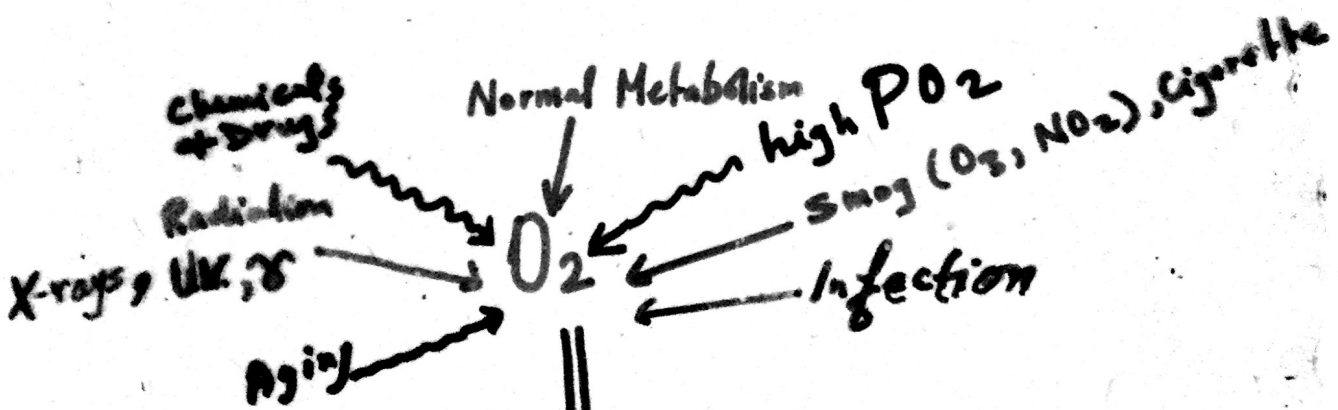 Normal Metabolism
Chemicals
+ Drugs
high PO2
Smog (O3, NO2), Cigarette
Radiation
X-rays, UV, γ
O2
Infection
Aging